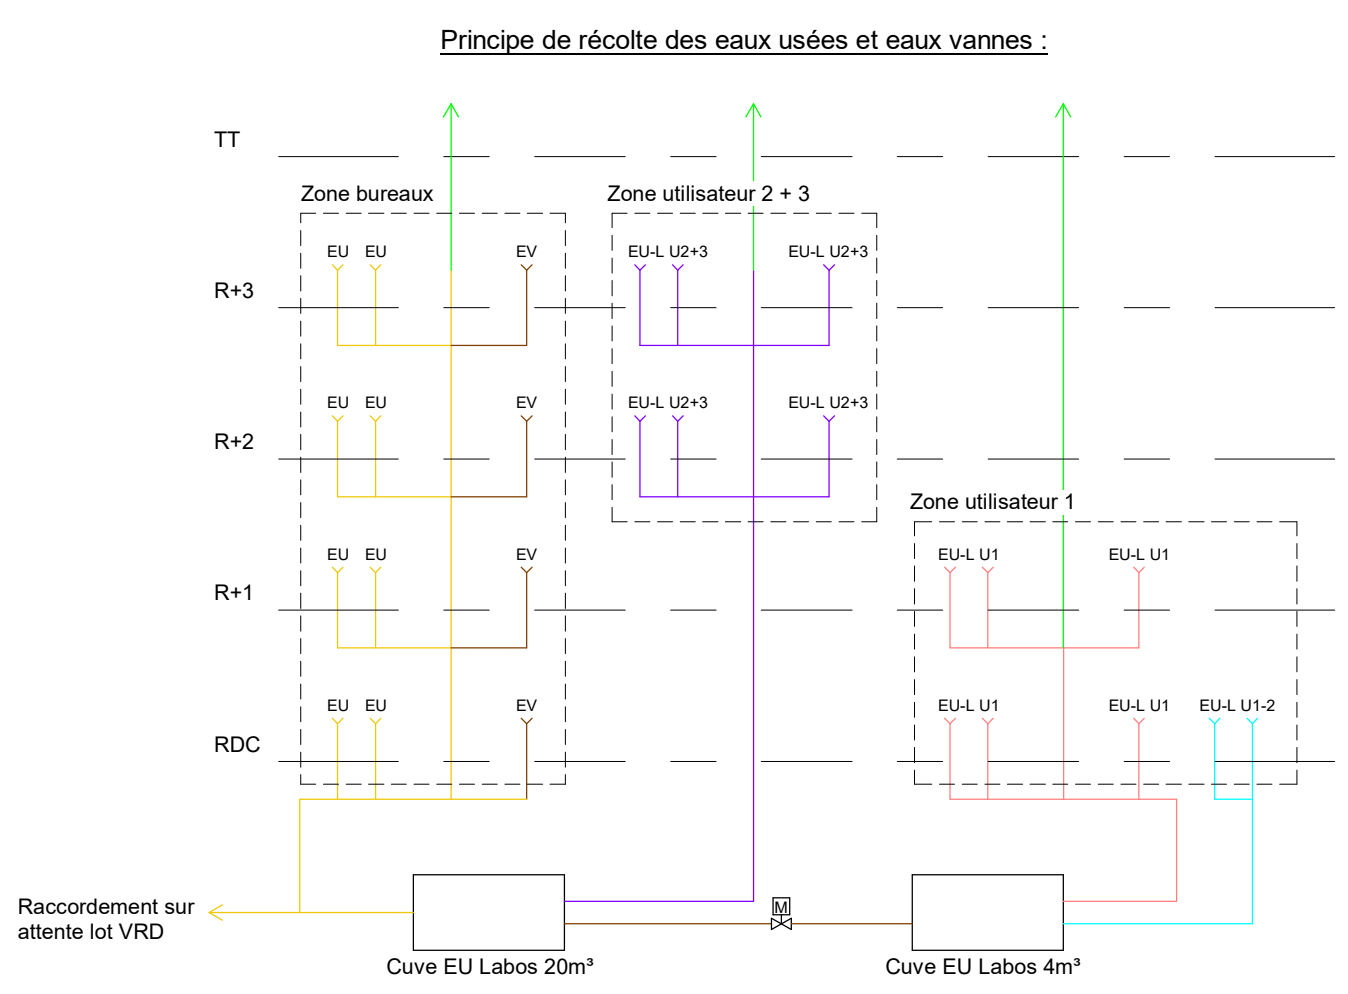 Principe de récolte des eaux usées et eaux vannes :
TT
Zone bureaux
Zone utilisateur 2 + 3
EU EU EV
EU-L U2+3 EU-L U2+3
R+3
EU EU EV
EU-L U2+3 EU-L U2+3
R+2
Zone utilisateur 1
EU EU EV
EU-L U1 EU-L U1
R+1
EU EU EV
EU-L U1 EU-L U1 EU-L U1-2
RDC
Raccordement sur
attente lot VRD
M
Cuve EU Labos 20m³
Cuve EU Labos 4m³